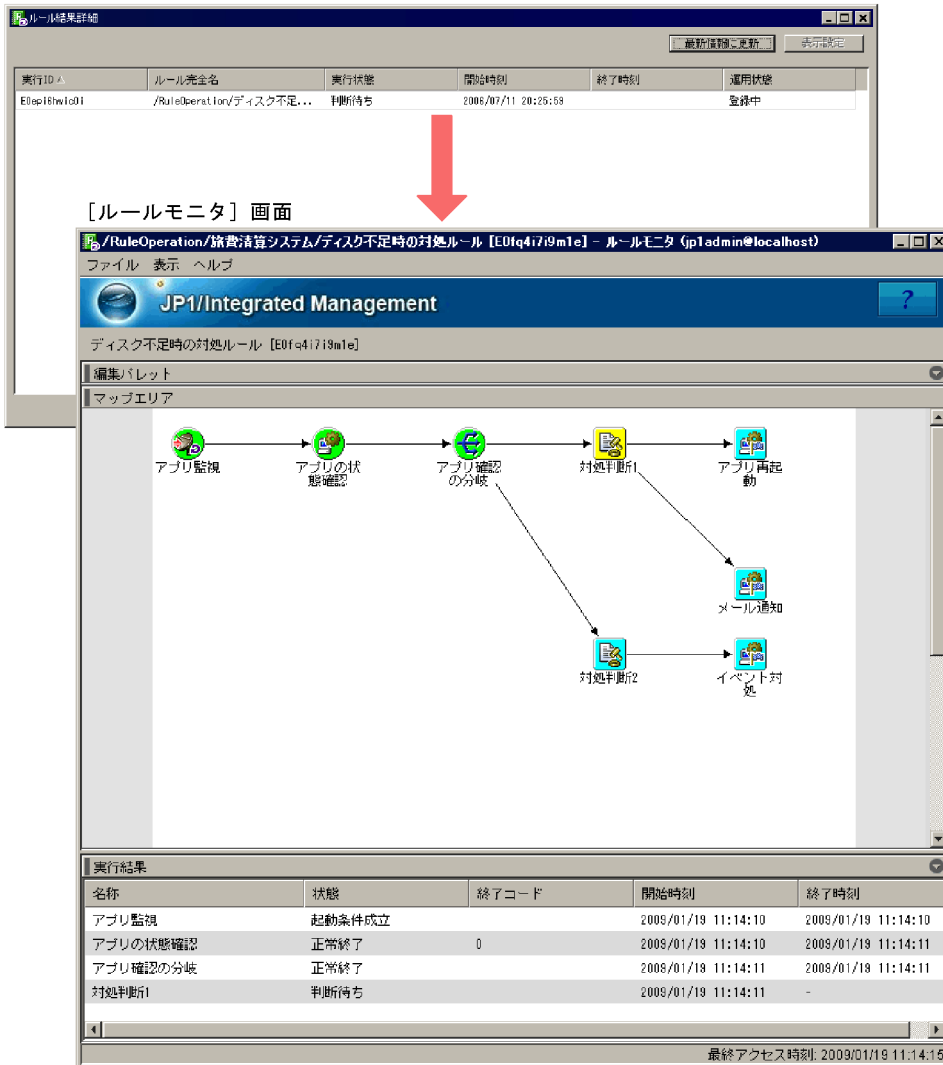 ルール結果詳細
最新情報に更新 表示設定
実行ID ルール完全名 実行状態 開始時刻 終了時刻 運用状態
E0epi6hwic0i /RuleOperation/ディスク不足... 判断待ち 2006/07/11 20:25:59 登録中
［ルールモニタ］画面
/RuleOperation/旅費清算システム/ディスク不足時の対処ルール [E0fq4i7i9m1e] - ルールモニタ (jp1admin@localhost)
ファイル 表示 ヘルプ
JP1/Integrated Management
?
ディスク不足時の対処ルール [E0fq4i7i9m1e]
編集パレット
マップエリア
アプリ監視
アプリの状
態確認
アプリ確認
の分岐
対処判断1
アプリ再起
動
メール通知
対処判断2
イベント対
処
実行結果
名称 状態 終了コード 開始時刻 終了時刻
アプリ監視 起動条件成立 2009/01/19 11:14:10 2009/01/19 11:14:10
アプリの状態確認 正常終了 0 2009/01/19 11:14:10 2009/01/19 11:14:11
アプリ確認の分岐 正常終了 2009/01/19 11:14:11 2009/01/19 11:14:11
対処判断1 判断待ち 2009/01/19 11:14:11 -
最終アクセス時刻: 2009/01/19 11:14:15